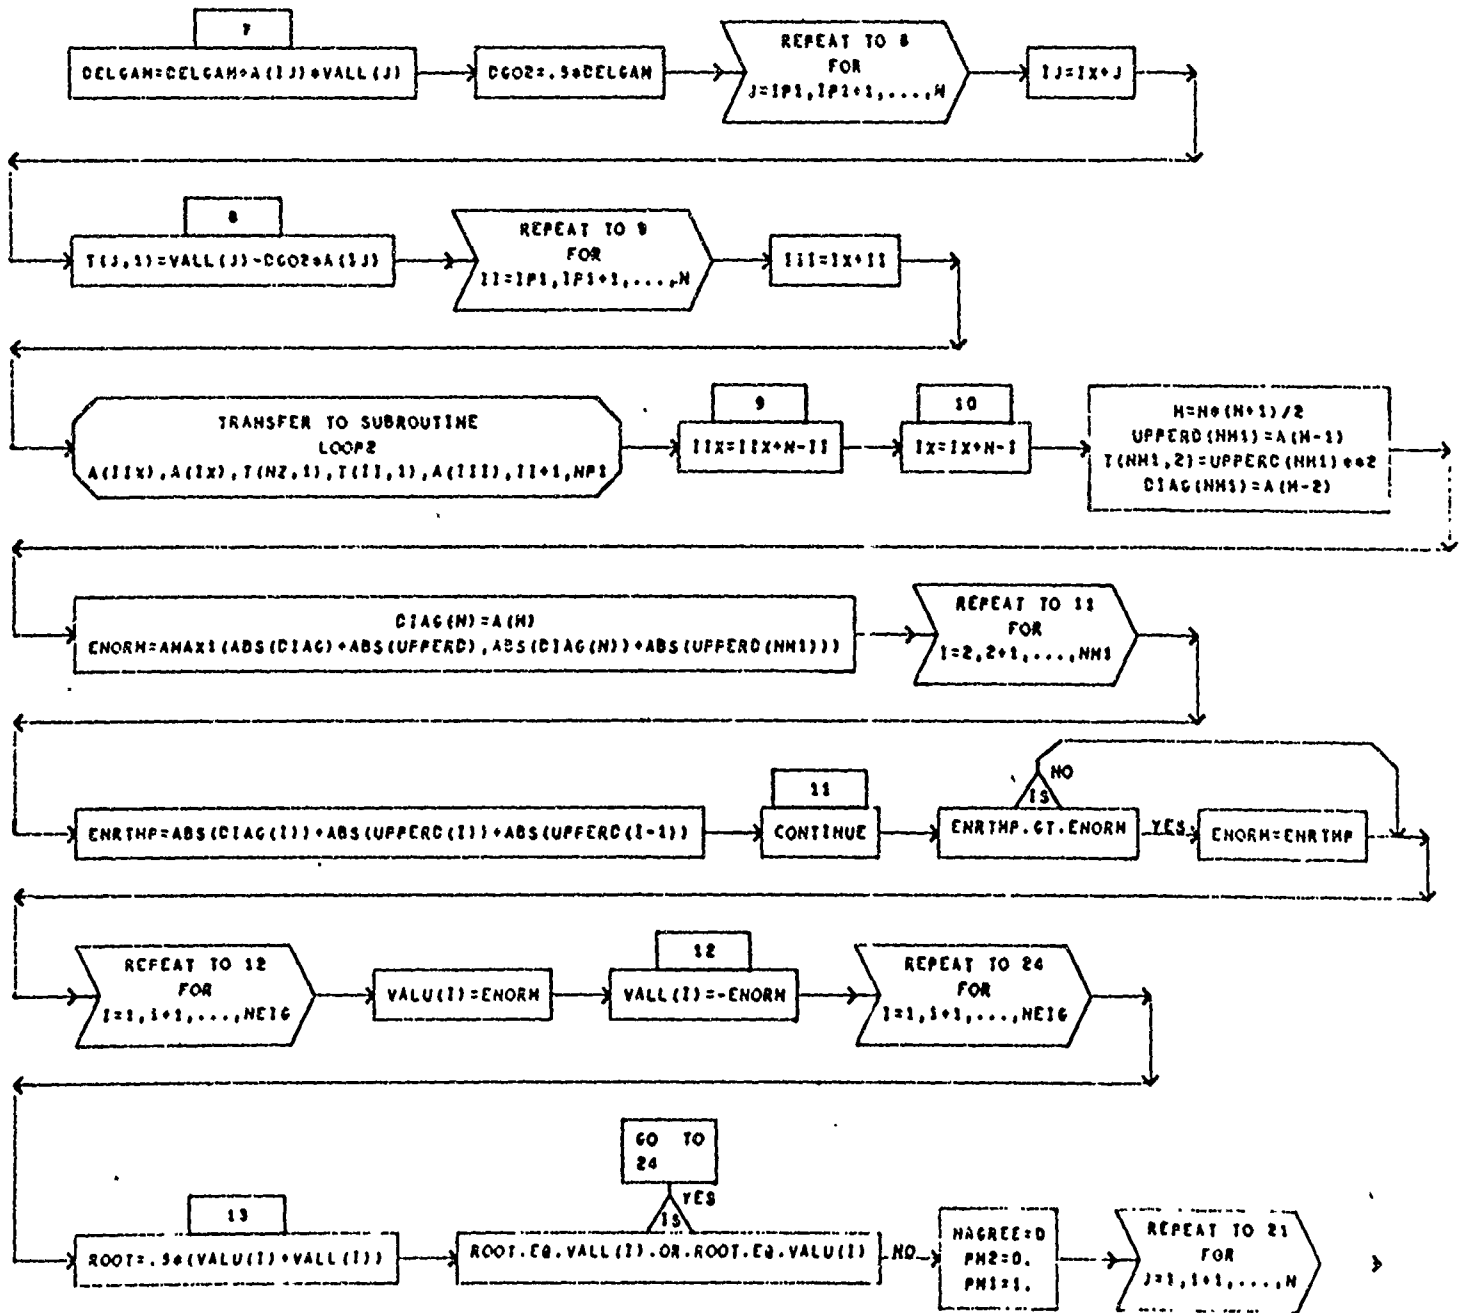 7
DELGAM=DELGAM+A(IJ)*VALL(J)
DGO2=.5*DELGAM
REPEAT TO 8
FOR
J=IP1,IP1+1,...,N
IJ=IX+J
8
T(J,1)=VALL(J)-DGO2*A(IJ)
REPEAT TO 9
FOR
II=IP1,IP1+1,...,N
III=IX+II
TRANSFER TO SUBROUTINE
LOOP2
A(IIX),A(IX),T(NZ,1),T(II,1),A(III),II+1,NP1
9
IIX=IIX+N-II
10
IX=IX+N-I
M=N*(N+1)/2
UPPERD(NM1)=A(M-1)
T(NM1,2)=UPPERD(NM1)**2
DIAG(NM1)=A(M-2)
DIAG(N)=A(M)
ENORM=AMAX1(ABS(DIAG)+ABS(UPPERD),ABS(DIAG(N))+ABS(UPPERD(NM1)))
REPEAT TO 11
FOR
I=2,2+1,...,NM1
ENRTMP=ABS(DIAG(I))+ABS(UPPERD(I))+ABS(UPPERD(I-1))
11
CONTINUE
NO
IS
ENRTMP.GT.ENORM
YES
ENORM=ENRTMP
REPEAT TO 12
FOR
I=1,1+1,...,NEIG
VALU(I)=ENORM
12
VALL(I)=-ENORM
REPEAT TO 24
FOR
I=1,1+1,...,NEIG
13
ROOT=.5*(VALU(I)+VALL(I))
GO TO
24
YES
IS
ROOT.EQ.VALL(I).OR.ROOT.EQ.VALU(I)
NO
NAGREE=0
PM2=0.
PM1=1.
REPEAT TO 21
FOR
J=1,1+1,...,N